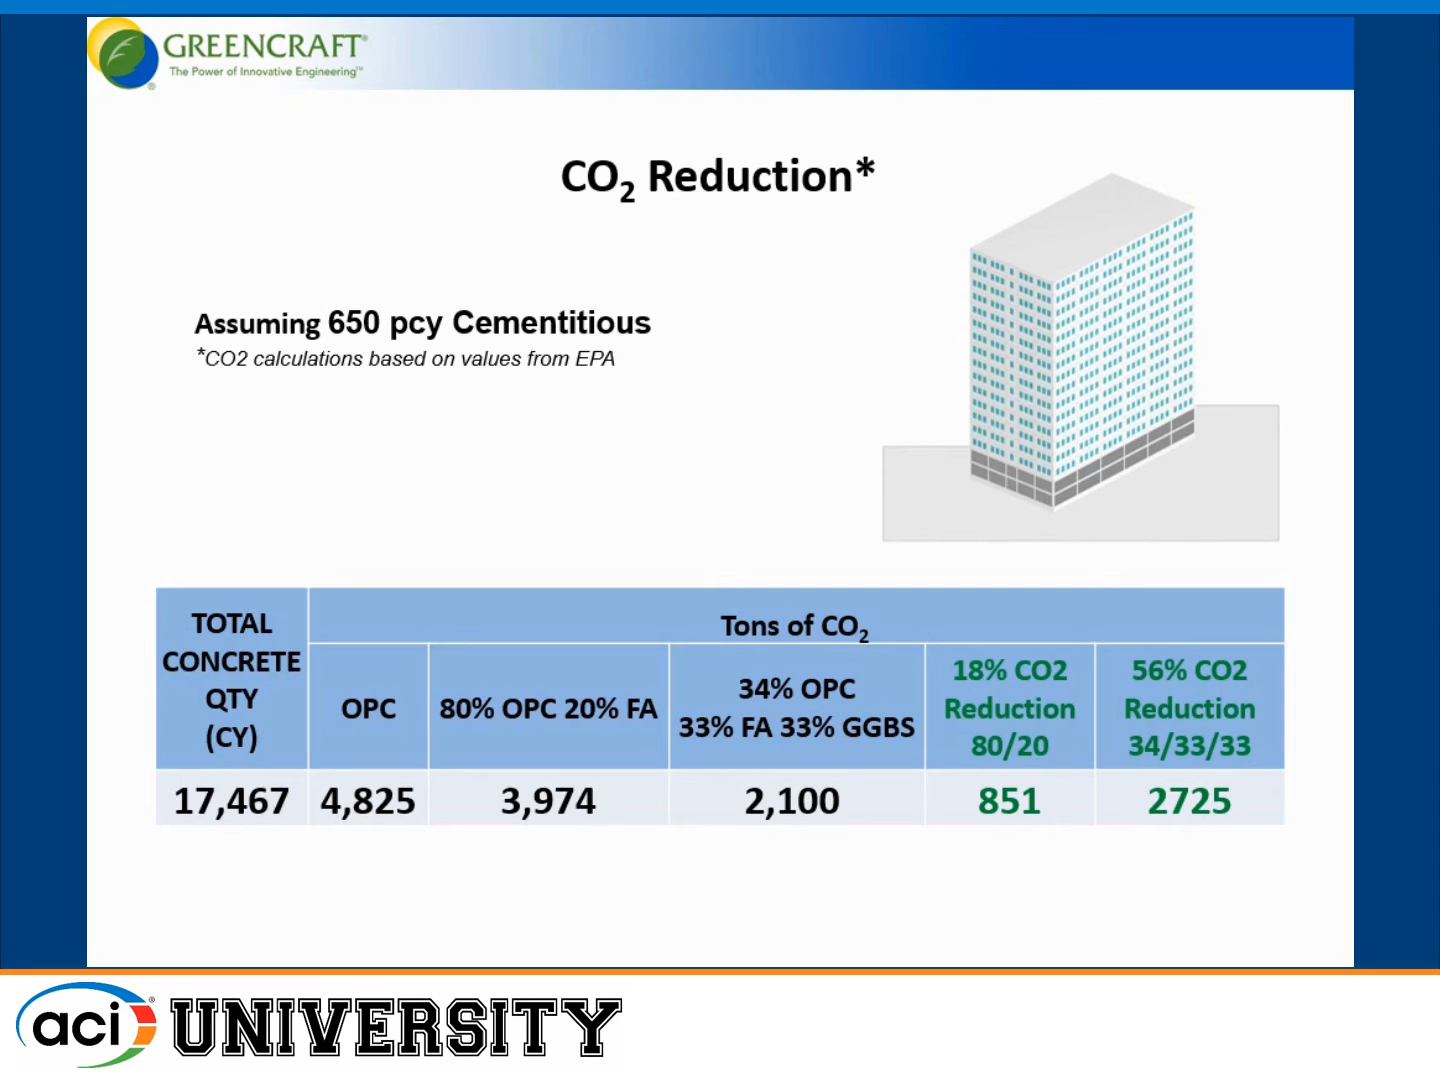 GREENCRAFT®
The Power of Innovative Engineering™
®
CO₂ Reduction*
Assuming 650 pcy Cementitious
*CO2 calculations based on values from EPA
TOTAL
CONCRETE
QTY
(CY)
Tons of CO₂
OPC
80% OPC 20% FA
34% OPC
33% FA 33% GGBS
18% CO2
Reduction
80/20
56% CO2
Reduction
34/33/33
17,467
4,825
3,974
2,100
851
2725
aci® UNIVERSITY